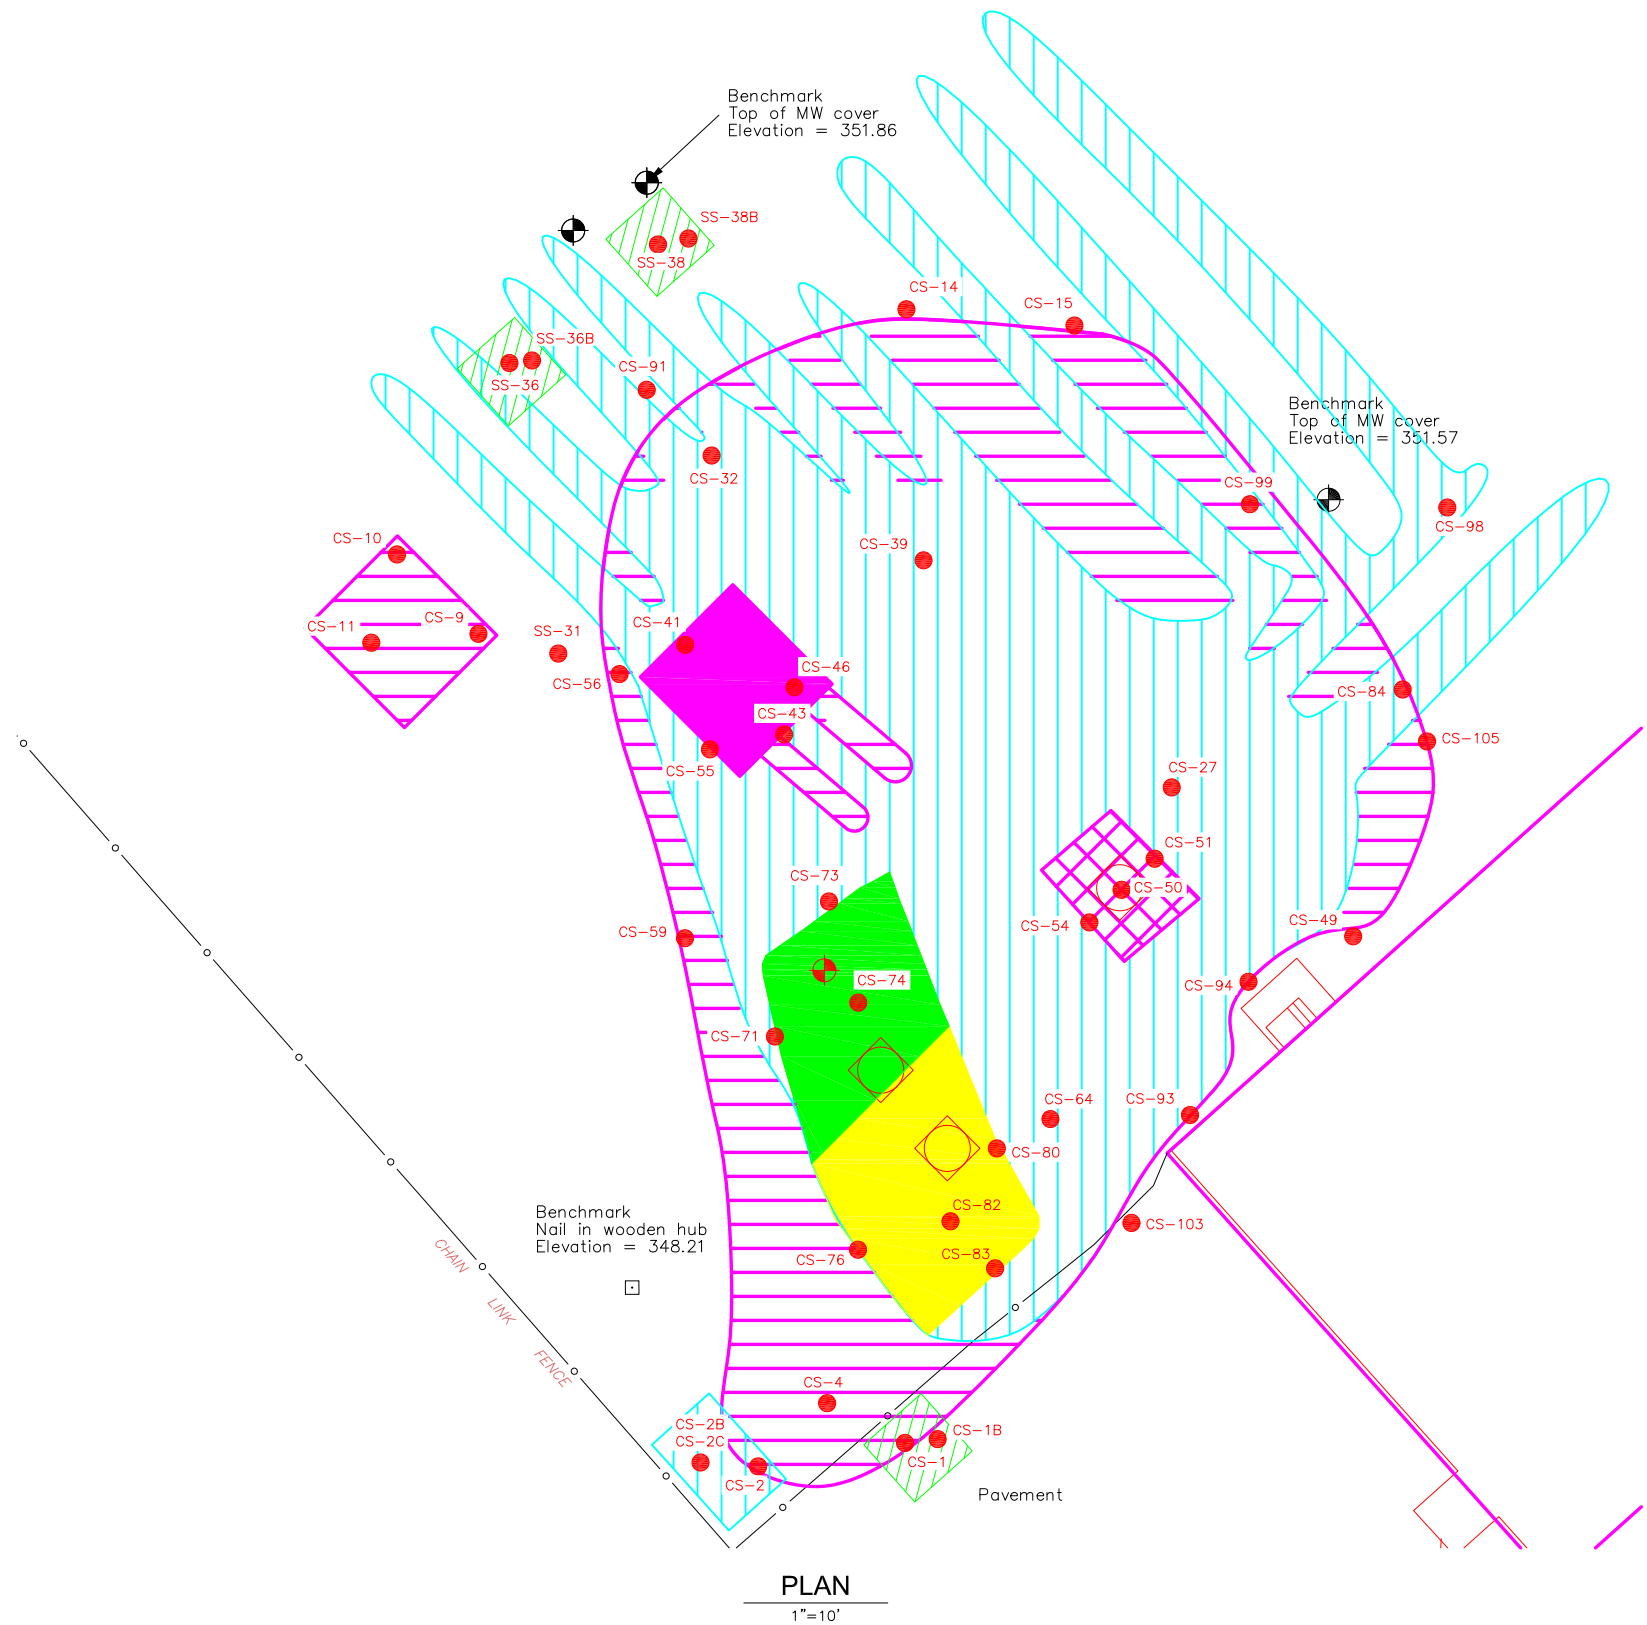 Benchmark
Top of MW cover
Elevation = 351.86
SS-38B
SS-38
CS-14
CS-15
SS-36B
SS-36
CS-91
Benchmark
Top of MW cover
Elevation = 351.57
CS-32
CS-99
CS-98
CS-10
CS-39
CS-11
CS-9
CS-41
SS-31
CS-46
CS-56
CS-84
CS-43
CS-105
CS-55
CS-27
CS-51
CS-73
CS-50
CS-59
CS-54
CS-49
CS-74
CS-94
CS-71
CS-64
CS-93
CS-80
CS-82
Benchmark
Nail in wooden hub
Elevation = 348.21
CS-103
CS-76
CS-83
CHAIN
LINK
FENCE
CS-4
CS-2B
CS-2C
CS-1B
CS-1
CS-2
Pavement
PLAN
1"=10'